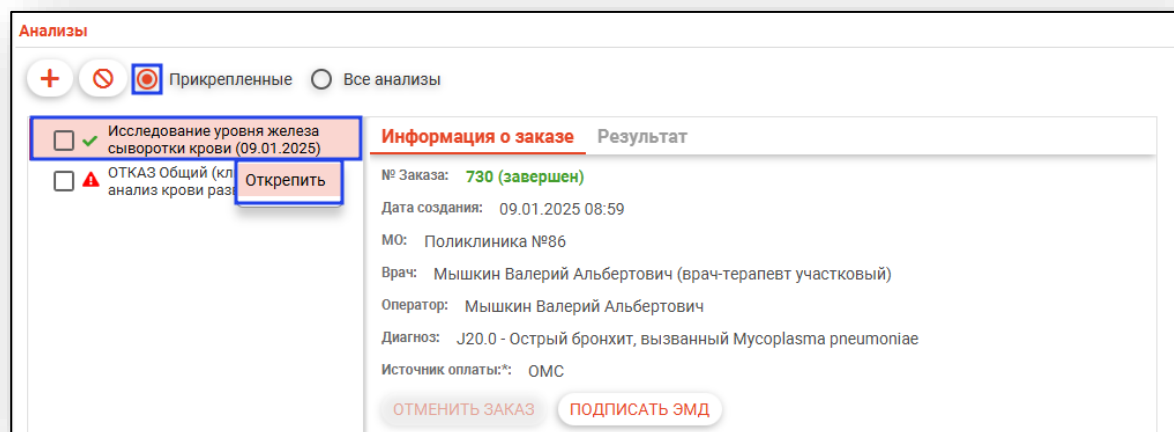 Анализы
Прикрепленные Все анализы
Исследование уровня железа
сыворотки крови (09.01.2025)
ОТКАЗ Общий
анализ крови
Открепить
Информация о заказе Результат
№ Заказа: 730 (завершен)
Дата создания: 09.01.2025 08:59
МО: Поликлиника №86
Врач: Мышкин Валерий Альбертович (врач-терапевт участковый)
Оператор: Мышкин Валерий Альбертович
Диагноз: J20.0 - Острый бронхит, вызванный Mycoplasma pneumoniae
Источник оплаты:*: ОМС
ОТМЕНИТЬ ЗАКАЗ ПОДПИСАТЬ ЭМД